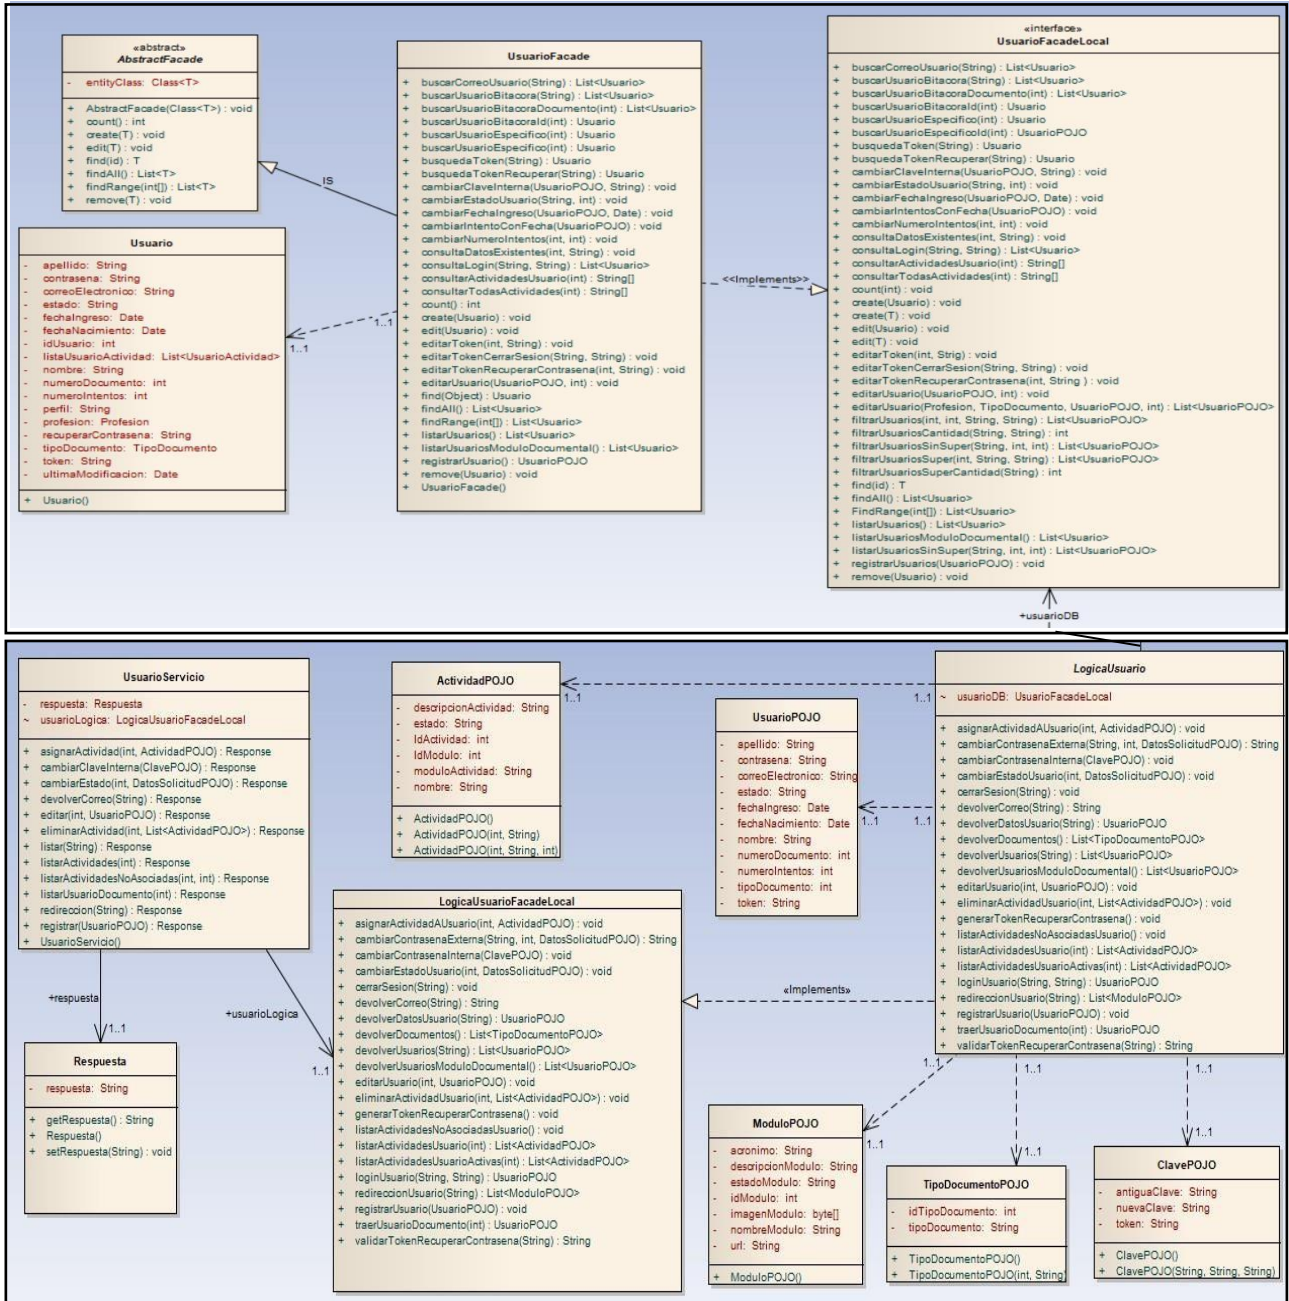 «abstract»
AbstractFacade
- entityClass: Class<T>
+ AbstractFacade(Class<T>) : void
+ count() : int
+ create(T) : void
+ edit(T) : void
+ find(id) : T
+ findAll() : List<T>
+ findRange(int[]) : List<T>
+ remove(T) : void
Usuario
- apellido: String
- contrasena: String
- correoElectronico: String
- estado: String
- fechaIngreso: Date
- fechaNacimiento: Date
- idUsuario: int
- listaUsuarioActividad: List<UsuarioActividad>
- nombre: String
- numeroDocumento: int
- numeroIntentos: int
- perfil: String
- profesion: Profesion
- recuperarContrasena: String
- tipoDocumento: TipoDocumento
- token: String
- ultimaModificacion: Date
+ Usuario()
IS
1..1
1..1
UsuarioFacade
+ buscarCorreoUsuario(String) : List<Usuario>
+ buscarUsuarioBitacora(String) : List<Usuario>
+ buscarUsuarioBitacoraDocumento(int) : List<Usuario>
+ buscarUsuarioBitacoraId(int) : Usuario
+ buscarUsuarioEspecifico(int) : Usuario
+ buscarUsuarioEspecifico(int) : Usuario
+ busquedaToken(String) : Usuario
+ busquedaTokenRecuperar(String) : Usuario
+ cambiarClaveInterna(UsuarioPOJO, String) : void
+ cambiarEstadoUsuario(String, int) : void
+ cambiarFechaIngreso(UsuarioPOJO, Date) : void
+ cambiarIntentoConFecha(UsuarioPOJO) : void
+ cambiarNumeroIntentos(int, int) : void
+ consultaDatosExistentes(int, String) : void
+ consultaLogin(String, String) : List<Usuario>
+ consultarActividadesUsuario(int) : String[]
+ consultarTodasActividades(int) : String[]
+ count() : int
+ create(Usuario) : void
+ edit(Usuario) : void
+ editarToken(int, String) : void
+ editarTokenCerrarSesion(String, String) : void
+ editarTokenRecuperarContrasena(int, String) : void
+ editarUsuario(UsuarioPOJO, int) : void
+ find(Object) : Usuario
+ findAll() : List<Usuario>
+ findRange(int[]) : List<Usuario>
+ listarUsuarios() : List<Usuario>
+ listarUsuariosModuloDocumental() : List<Usuario>
+ registrarUsuario() : UsuarioPOJO
+ remove(Usuario) : void
+ UsuarioFacade()
<<Implements>>
«interface»
UsuarioFacadeLocal
+ buscarCorreoUsuario(String) : List<Usuario>
+ buscarUsuarioBitacora(String) : List<Usuario>
+ buscarUsuarioBitacoraDocumento(int) : List<Usuario>
+ buscarUsuarioBitacoraId(int) : Usuario
+ buscarUsuarioEspecifico(int) : Usuario
+ buscarUsuarioEspecificoId(int) : UsuarioPOJO
+ busquedaToken(String) : Usuario
+ busquedaTokenRecuperar(String) : Usuario
+ cambiarClaveInterna(UsuarioPOJO, String) : void
+ cambiarEstadoUsuario(String, int) : void
+ cambiarFechaIngreso(UsuarioPOJO, Date) : void
+ cambiarIntentosConFecha(UsuarioPOJO) : void
+ cambiarNumeroIntentos(int, int) : void
+ consultaDatosExistentes(int, String) : void
+ consultaLogin(String, String) : List<Usuario>
+ consultarActividadesUsuario(int) : String[]
+ consultarTodasActividades(int) : String[]
+ count(int) : void
+ create(Usuario) : void
+ create(T) : void
+ edit(Usuario) : void
+ edit(T) : void
+ editarToken(int, Strig) : void
+ editarTokenCerrarSesion(String, String) : void
+ editarTokenRecuperarContrasena(int, String ) : void
+ editarUsuario(UsuarioPOJO, int) : void
+ editarUsuario(Profesion, TipoDocumento, UsuarioPOJO, int) : List<UsuarioPOJO>
+ filtrarUsuarios(int, int, String, String) : List<UsuarioPOJO>
+ filtrarUsuariosCantidad(String, String) : int
+ filtrarUsuariosSinSuper(String, int, int) : List<UsuarioPOJO>
+ filtrarUsuariosSuper(int, String, String) : List<UsuarioPOJO>
+ filtrarUsuariosSuperCantidad(String) : int
+ find(id) : T
+ findAll() : List<Usuario>
+ FindRange(int[]) : List<Usuario>
+ listarUsuarios() : List<Usuario>
+ listarUsuariosModuloDocumental() : List<Usuario>
+ listarUsuariosSinSuper(String, int, int) : List<UsuarioPOJO>
+ registrarUsuarios(UsuarioPOJO) : void
+ remove(Usuario) : void
+usuarioDB
UsuarioServicio
- respuesta: Respuesta
~ usuarioLogica: LogicaUsuarioFacadeLocal
+ asignarActividad(int, ActividadPOJO) : Response
+ cambiarClaveInterna(ClavePOJO) : Response
+ cambiarEstado(int, DatosSolicitudPOJO) : Response
+ devolverCorreo(String) : Response
+ editar(int, UsuarioPOJO) : Response
+ eliminarActividad(int, List<ActividadPOJO>) : Response
+ listar(String) : Response
+ listarActividades(int) : Response
+ listarActividadesNoAsociadas(int, int) : Response
+ listarUsuarioDocumento(int) : Response
+ redireccion(String) : Response
+ registrar(UsuarioPOJO) : Response
+ UsuarioServicio()
+respuesta
1..1
+usuarioLogica
1..1
Respuesta
- respuesta: String
+ getRespuesta() : String
+ Respuesta()
+ setRespuesta(String) : void
ActividadPOJO
- descripcionActividad: String
- estado: String
- IdActividad: int
- IdModulo: int
- moduloActividad: String
- nombre: String
+ ActividadPOJO()
+ ActividadPOJO(int, String)
+ ActividadPOJO(int, String, int)
1..1
1..1
UsuarioPOJO
- apellido: String
- contrasena: String
- correoElectronico: String
- estado: String
- fechaIngreso: Date
- fechaNacimiento: Date
- nombre: String
- numeroDocumento: int
- numeroIntentos: int
- tipoDocumento: int
- token: String
1..1
1..1
LogicaUsuarioFacadeLocal
+ asignarActividadAUsuario(int, ActividadPOJO) : void
+ cambiarContrasenaExterna(String, int, DatosSolicitudPOJO) : String
+ cambiarContrasenaInterna(ClavePOJO) : void
+ cambiarEstadoUsuario(int, DatosSolicitudPOJO) : void
+ cerrarSesion(String) : void
+ devolverCorreo(String) : String
+ devolverDatosUsuario(String) : UsuarioPOJO
+ devolverDocumentos() : List<TipoDocumentoPOJO>
+ devolverUsuarios(String) : List<UsuarioPOJO>
+ devolverUsuariosModuloDocumental() : List<UsuarioPOJO>
+ editarUsuario(int, UsuarioPOJO) : void
+ eliminarActividadUsuario(int, List<ActividadPOJO>) : void
+ generarTokenRecuperarContrasena() : void
+ listarActividadesNoAsociadasUsuario() : void
+ listarActividadesUsuario(int) : List<ActividadPOJO>
+ listarActividadesUsuarioActivas(int) : List<ActividadPOJO>
+ loginUsuario(String, String) : UsuarioPOJO
+ redireccionUsuario(String) : List<ModuloPOJO>
+ registrarUsuario(UsuarioPOJO) : void
+ traerUsuarioDocumento(int) : UsuarioPOJO
+ validarTokenRecuperarContrasena(String) : String
«Implements»
LogicaUsuario
~ usuarioDB: UsuarioFacadeLocal
+ asignarActividadAUsuario(int, ActividadPOJO) : void
+ cambiarContrasenaExterna(String, int, DatosSolicitudPOJO) : String
+ cambiarContrasenaInterna(ClavePOJO) : void
+ cambiarEstadoUsuario(int, DatosSolicitudPOJO) : void
+ cerrarSesion(String) : void
+ devolverCorreo(String) : String
+ devolverDatosUsuario(String) : UsuarioPOJO
+ devolverDocumentos() : List<TipoDocumentoPOJO>
+ devolverUsuarios(String) : List<UsuarioPOJO>
+ devolverUsuariosModuloDocumental() : List<UsuarioPOJO>
+ editarUsuario(int, UsuarioPOJO) : void
+ eliminarActividadUsuario(int, List<ActividadPOJO>) : void
+ generarTokenRecuperarContrasena() : void
+ listarActividadesNoAsociadasUsuario() : void
+ listarActividadesUsuario(int) : List<ActividadPOJO>
+ listarActividadesUsuarioActivas(int) : List<ActividadPOJO>
+ loginUsuario(String, String) : UsuarioPOJO
+ redireccionUsuario(String) : List<ModuloPOJO>
+ registrarUsuario(UsuarioPOJO) : void
+ traerUsuarioDocumento(int) : UsuarioPOJO
+ validarTokenRecuperarContrasena(String) : String
1..1
1..1
1..1
1..1
1..1
1..1
ModuloPOJO
- acronimo: String
- descripcionModulo: String
- estadoModulo: String
- idModulo: int
- imagenModulo: byte[]
- nombreModulo: String
- url: String
+ ModuloPOJO()
TipoDocumentoPOJO
- idTipoDocumento: int
- tipoDocumento: String
+ TipoDocumentoPOJO()
+ TipoDocumentoPOJO(int, String)
ClavePOJO
- antiguaClave: String
- nuevaClave: String
- token: String
+ ClavePOJO()
+ ClavePOJO(String, String, String)